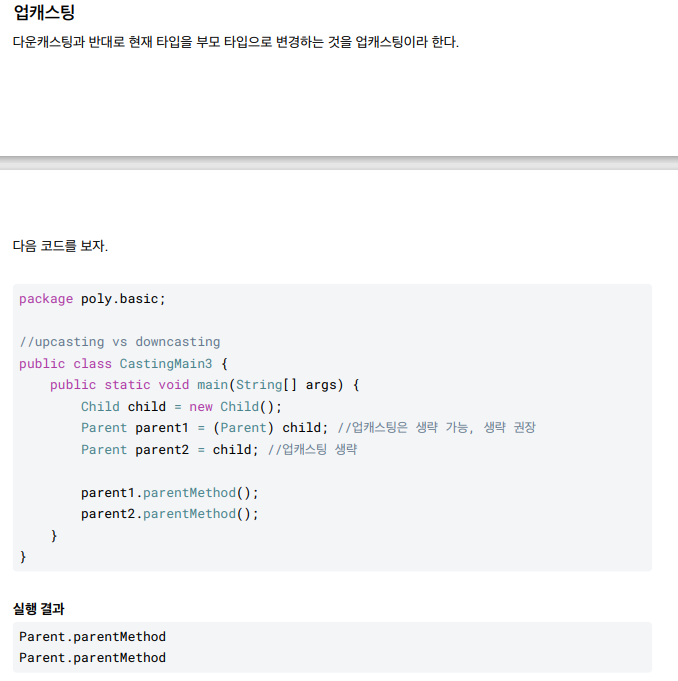 업캐스팅
다운캐스팅과 반대로 현재 타입을 부모 타입으로 변경하는 것을 업캐스팅이라 한다.
다음 코드를 보자.
package poly.basic;
//upcasting vs downcasting
public class CastingMain3 {
    public static void main(String[] args) {
        Child child = new Child();
        Parent parent1 = (Parent) child; //업캐스팅은 생략 가능, 생략 권장
        Parent parent2 = child; //업캐스팅 생략
        parent1.parentMethod();
        parent2.parentMethod();
    }
}
실행 결과
Parent.parentMethod
Parent.parentMethod